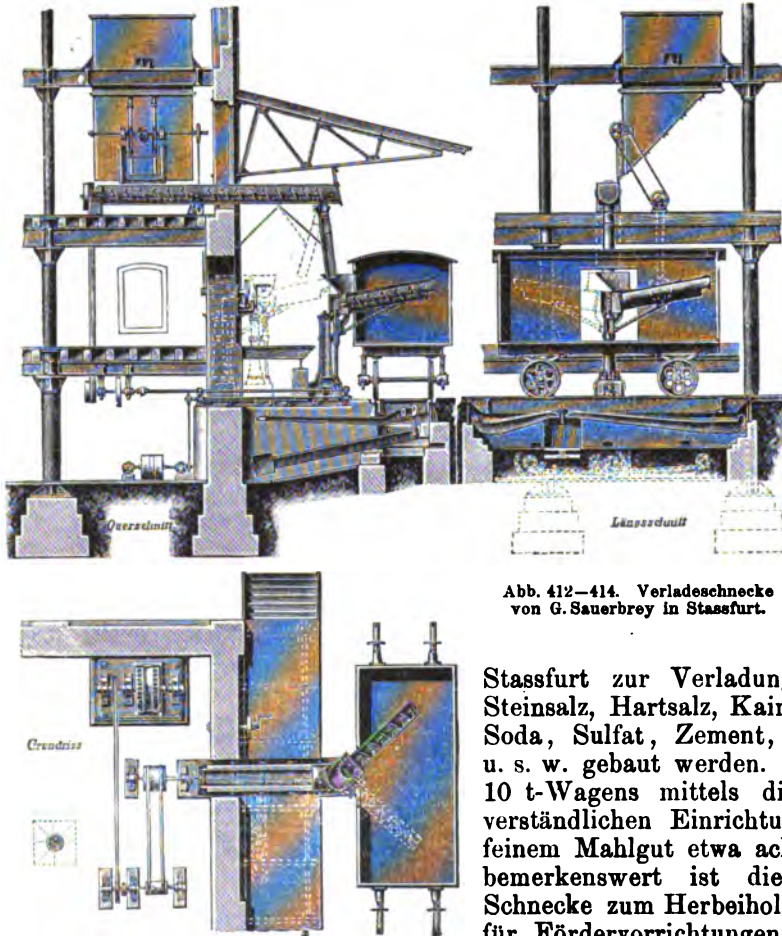 Querschnitt
Längsschnitt
Abb. 412—414. Verladeschnecke
von G. Sauerbrey in Stassfurt.
Grundriss
Stassfurt zur Verladun
Steinsalz, Hartsalz, Kain
Soda, Sulfat, Zement,
u. s. w. gebaut werden.
10 t-Wagens mittels di
verständlichen Einrichtu
feinem Mahlgut etwa ac
bemerkenswert ist die
Schnecke zum Herbeihol
für Fördervorrichtungen